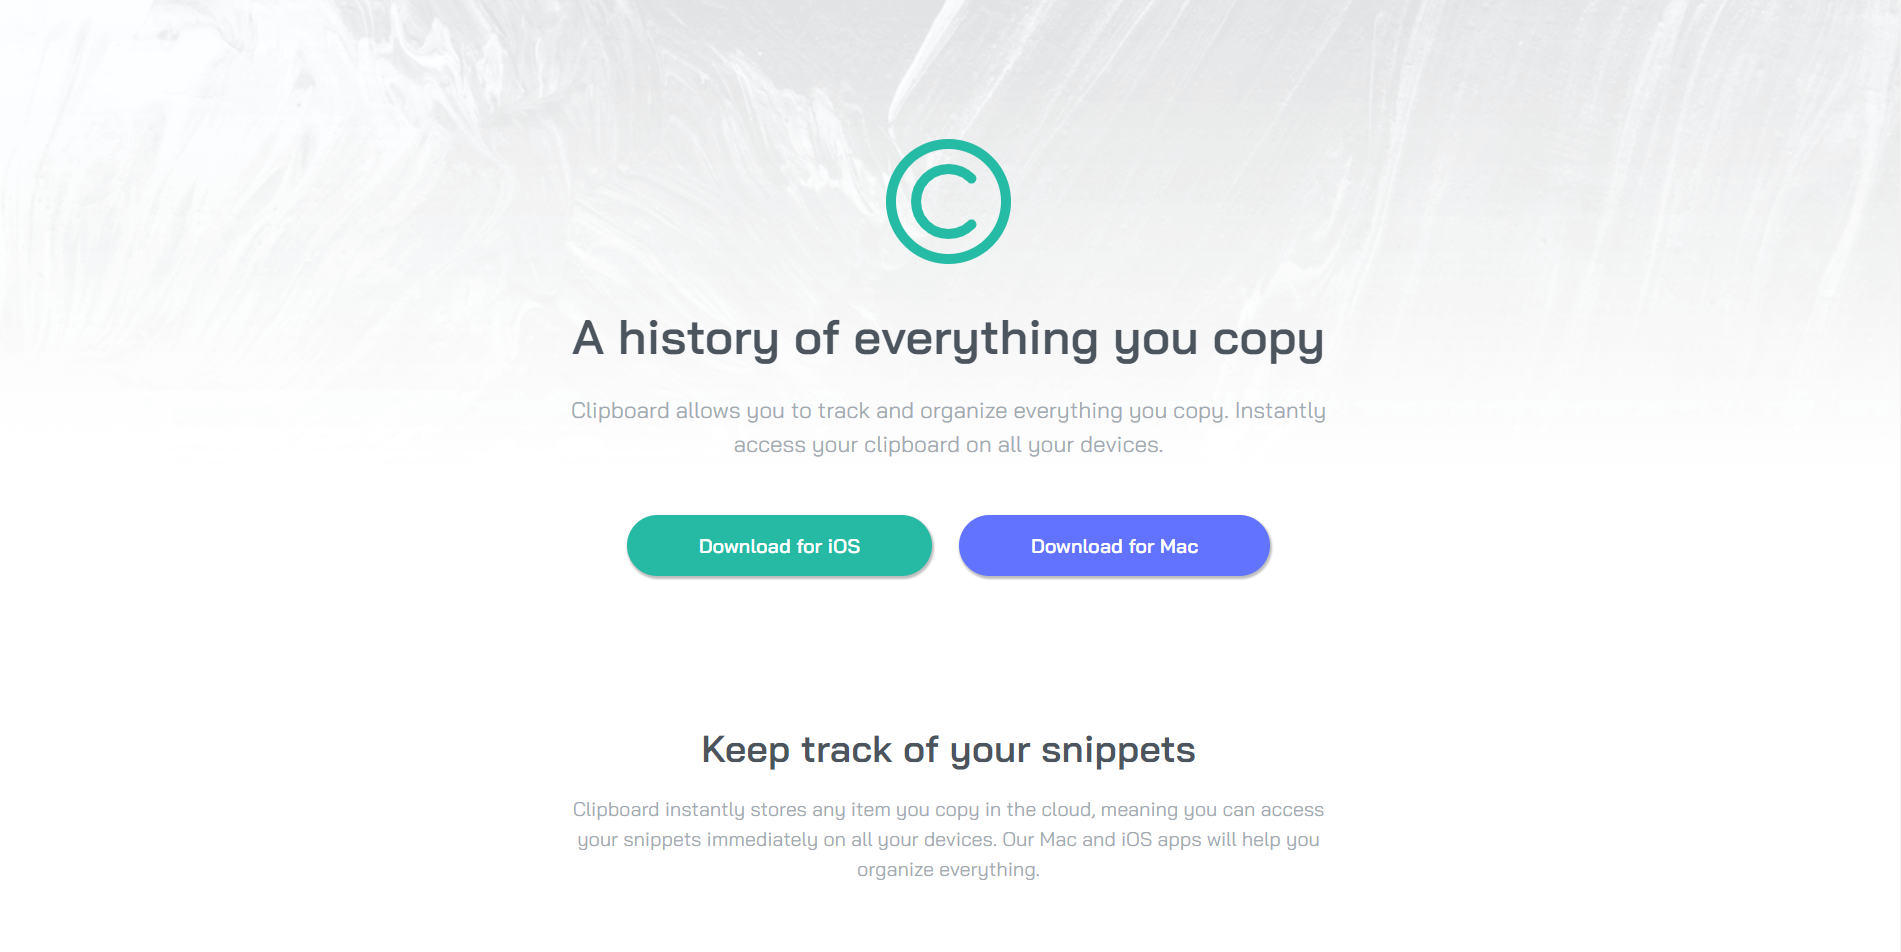 A history of everything you copy
Clipboard allows you to track and organize everything you copy. Instantly
access your clipboard on all your devices.
Download for iOS
Download for Mac
Keep track of your snippets
Clipboard instantly stores any item you copy in the cloud, meaning you can access
your snippets immediately on all your devices. Our Mac and iOS apps will help you
organize everything.